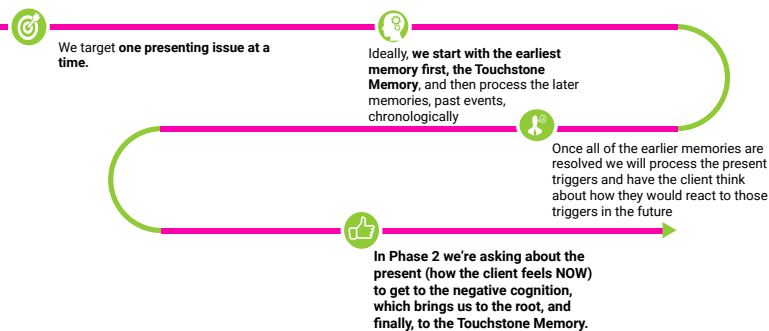 We target one presenting issue at a
time.
Ideally, we start with the earliest
memory first, the Touchstone
Memory, and then process the later
memories, past events,
chronologically
Once all of the earlier memories are
resolved we will process the present
triggers and have the client think
about how they would react to those
triggers in the future
In Phase 2 we’re asking about the
present (how the client feels NOW)
to get to the negative cognition,
which brings us to the root, and
finally, to the Touchstone Memory.